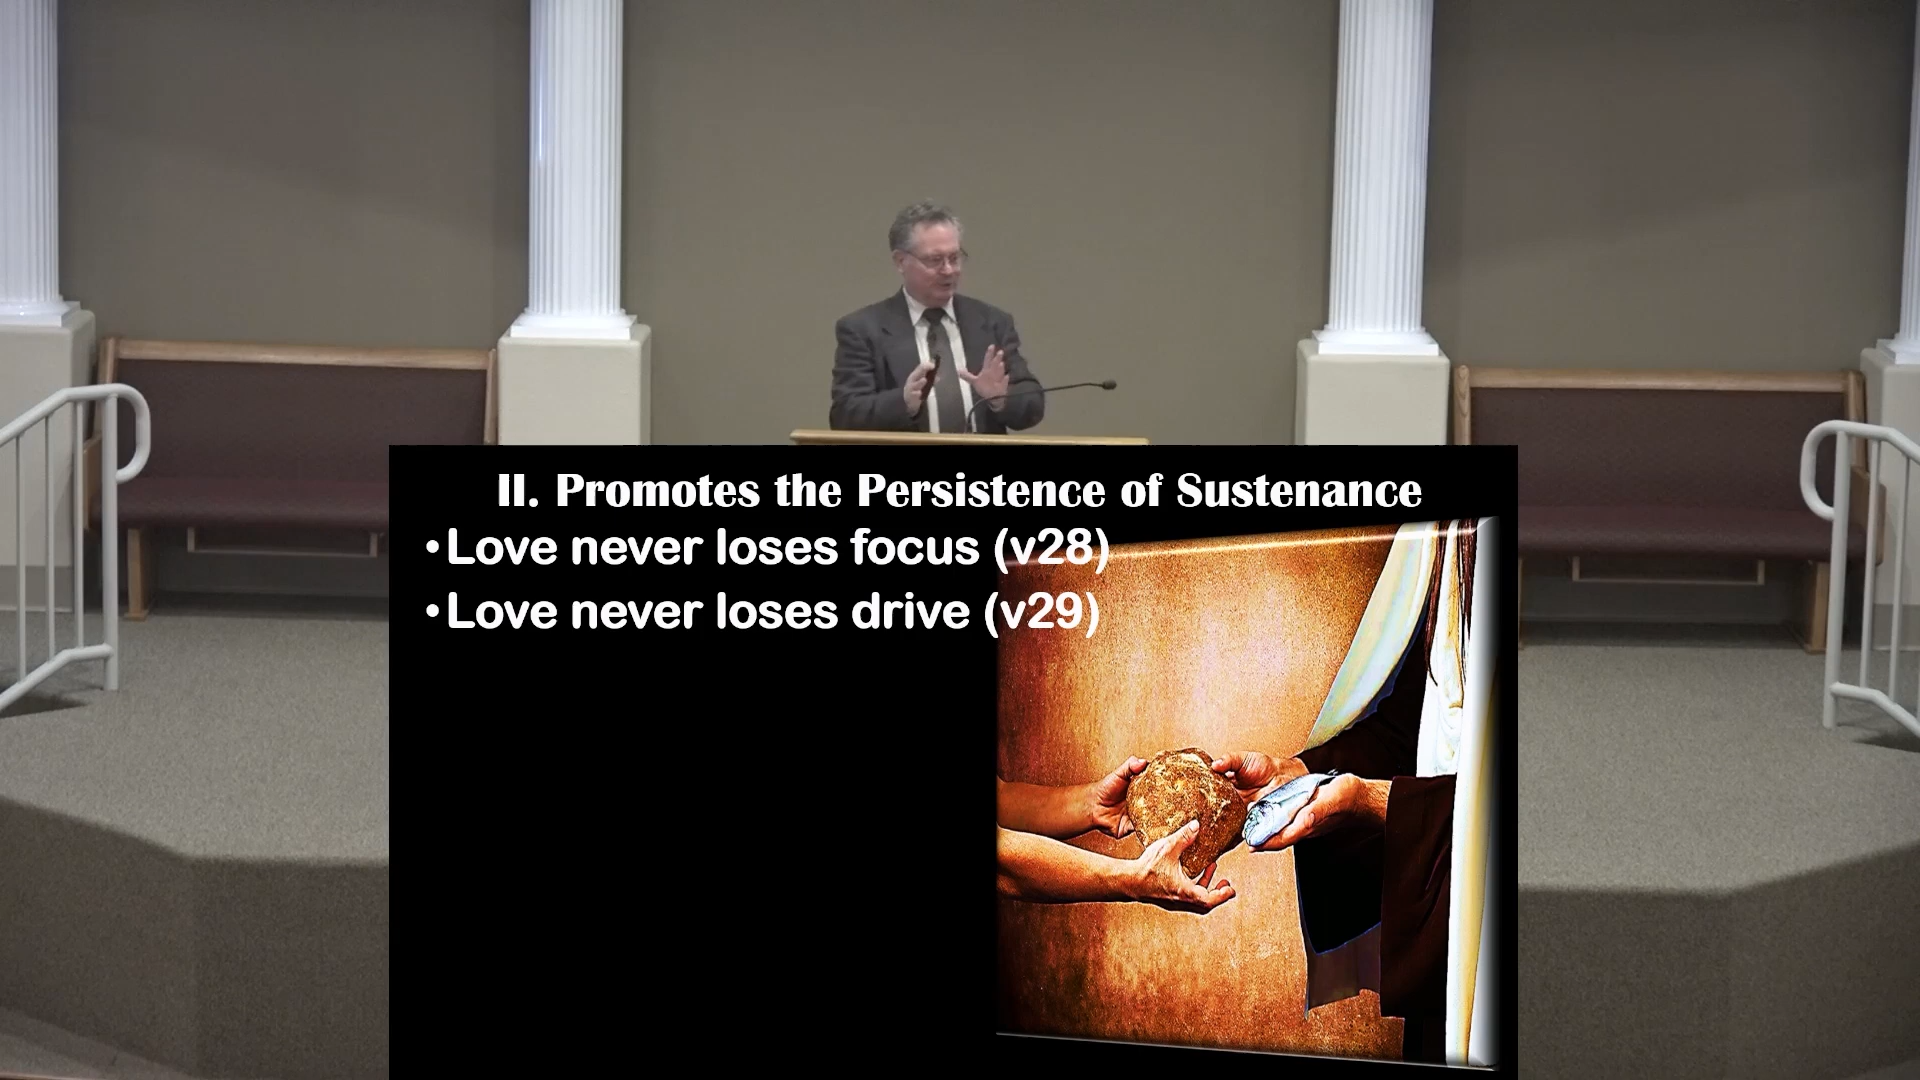 II. Promotes the Persistence of Sustenance
•Love never loses focus (v28)
•Love never loses drive (v29)